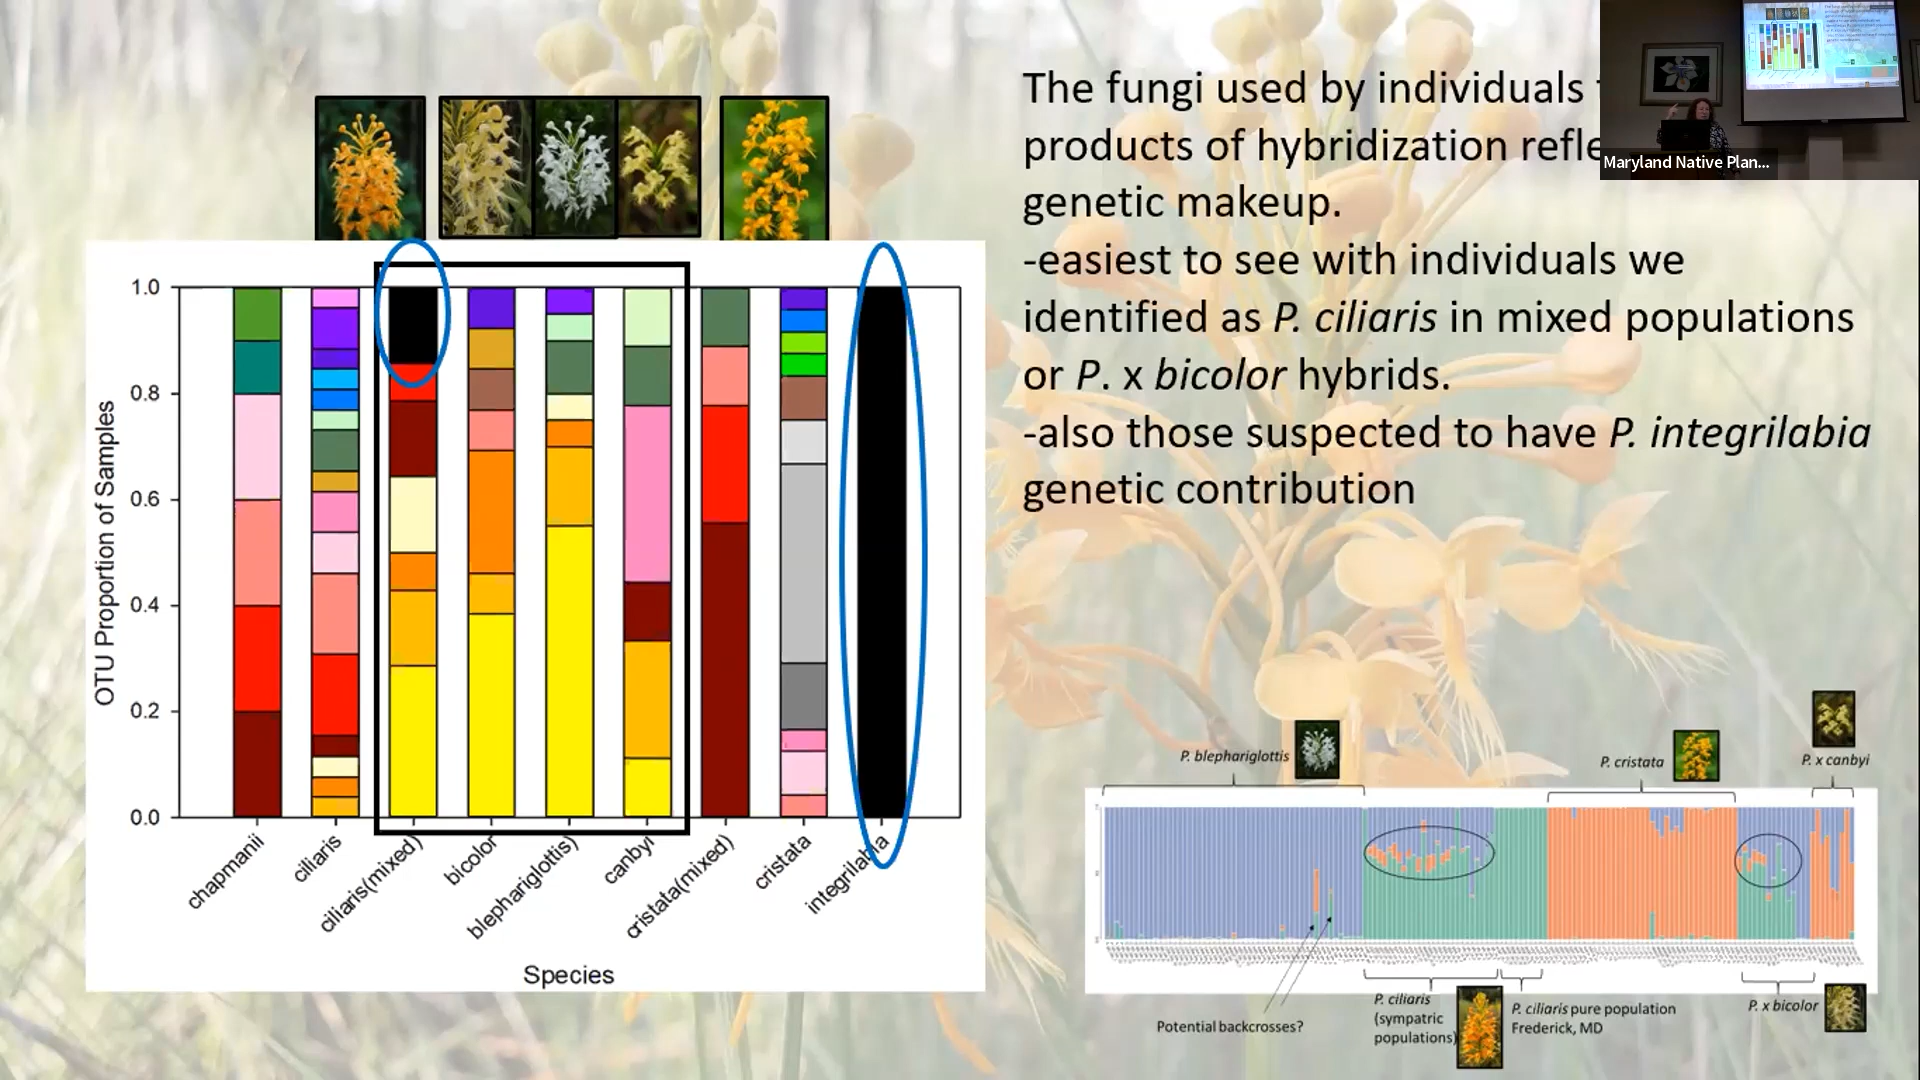 The fungi used by individuals
products of hybridization
genetic makeup.
-easiest to see with individuals we
identified as P. ciliaris in mixed populations
or P. x bicolor hybrids.
-also those suspected to have P. integrilabia
genetic contribution
Maryland Native Plan...
OTU Proportion of Samples
1.0
0.8
0.6
0.4
0.2
0.0
chapmanii
ciliaris
ciliaris(mixed)
bicolor
blephariglottis)
canbyi
cristata(mixed)
cristata
integrilabia
Species
P. blephariglottis
P. cristata
P. x canbyi
Potential backcrosses?
P. ciliaris
(sympatric
populations)
P. ciliaris pure population
Frederick, MD
P. x bicolor